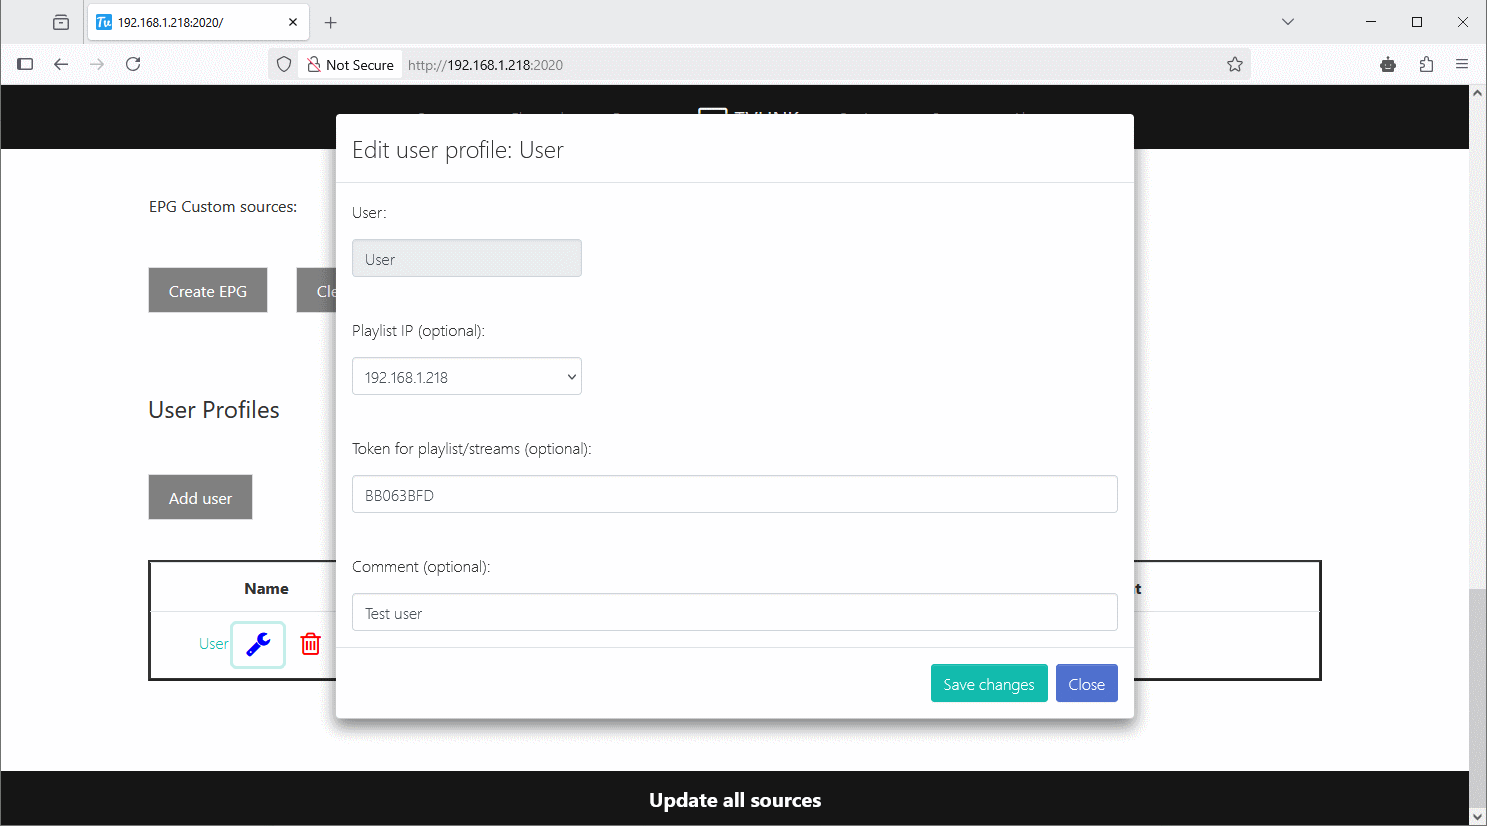 192.168.1.218:2020/
Not Secure
http://192.168.1.218:2020
Edit user profile: User
EPG Custom sources:
User:
User
Create EPG
Cle
Playlist IP (optional):
192.168.1.218
User Profiles
Token for playlist/streams (optional):
Add user
BB063BFD
Comment (optional):
Name
t
Test user
User
Save changes
Close
Update all sources